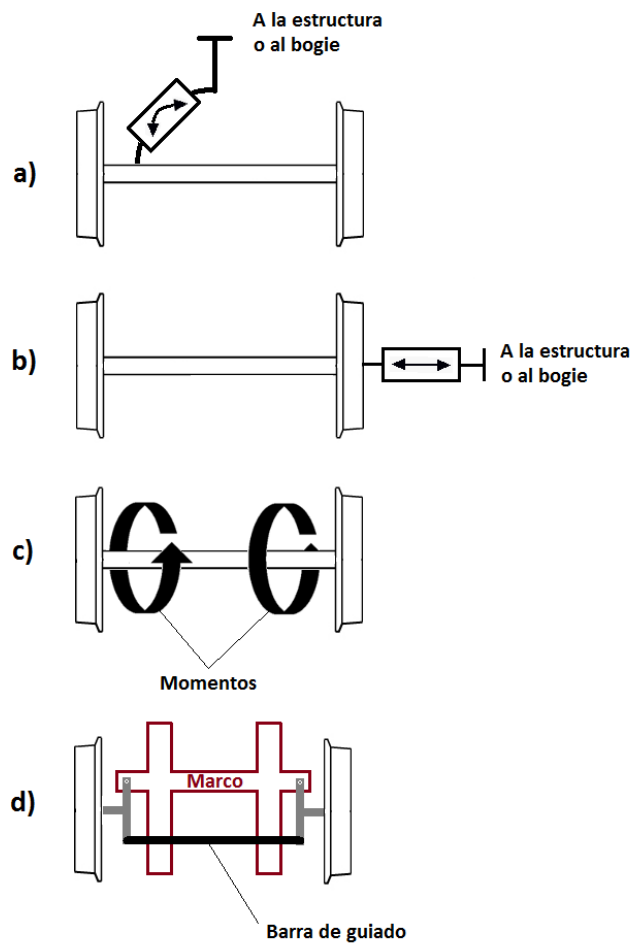 A la estructura
o al bogie
a)
b)
A la estructura
o al bogie
c)
Momentos
Marco
d)
Barra de guiado